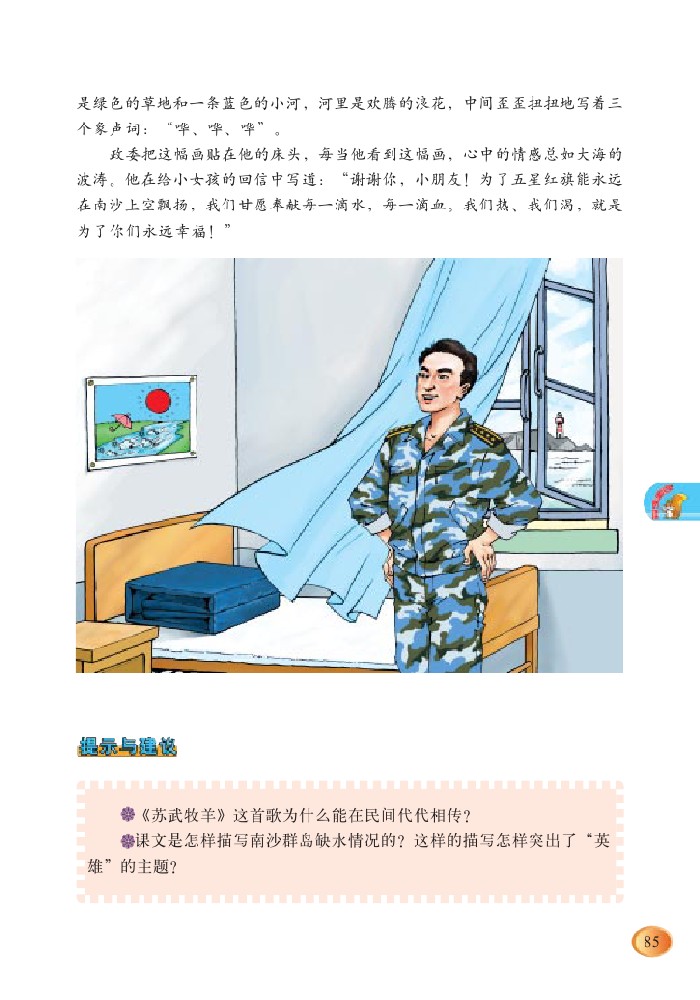 是绿色的草地和一条蓝色的小河，河里是欢腾的浪花，中间歪歪扭扭地写着三
个象声词：“哗、哗、哗”。
政委把这幅画贴在他的床头，每当他看到这幅画，心中的情感总如大海的
波涛。他在给小女孩的回信中写道：“谢谢你，小朋友！为了五星红旗能永远
在南沙上空飘扬，我们甘愿奉献每一滴水，每一滴血。我们热、我们渴，就是
为了你们永远幸福！”
提示与建议
《苏武牧羊》这首歌为什么能在民间代代相传？
课文是怎样描写南沙群岛缺水情况的？这样的描写怎样突出了“英
雄”的主题？
85